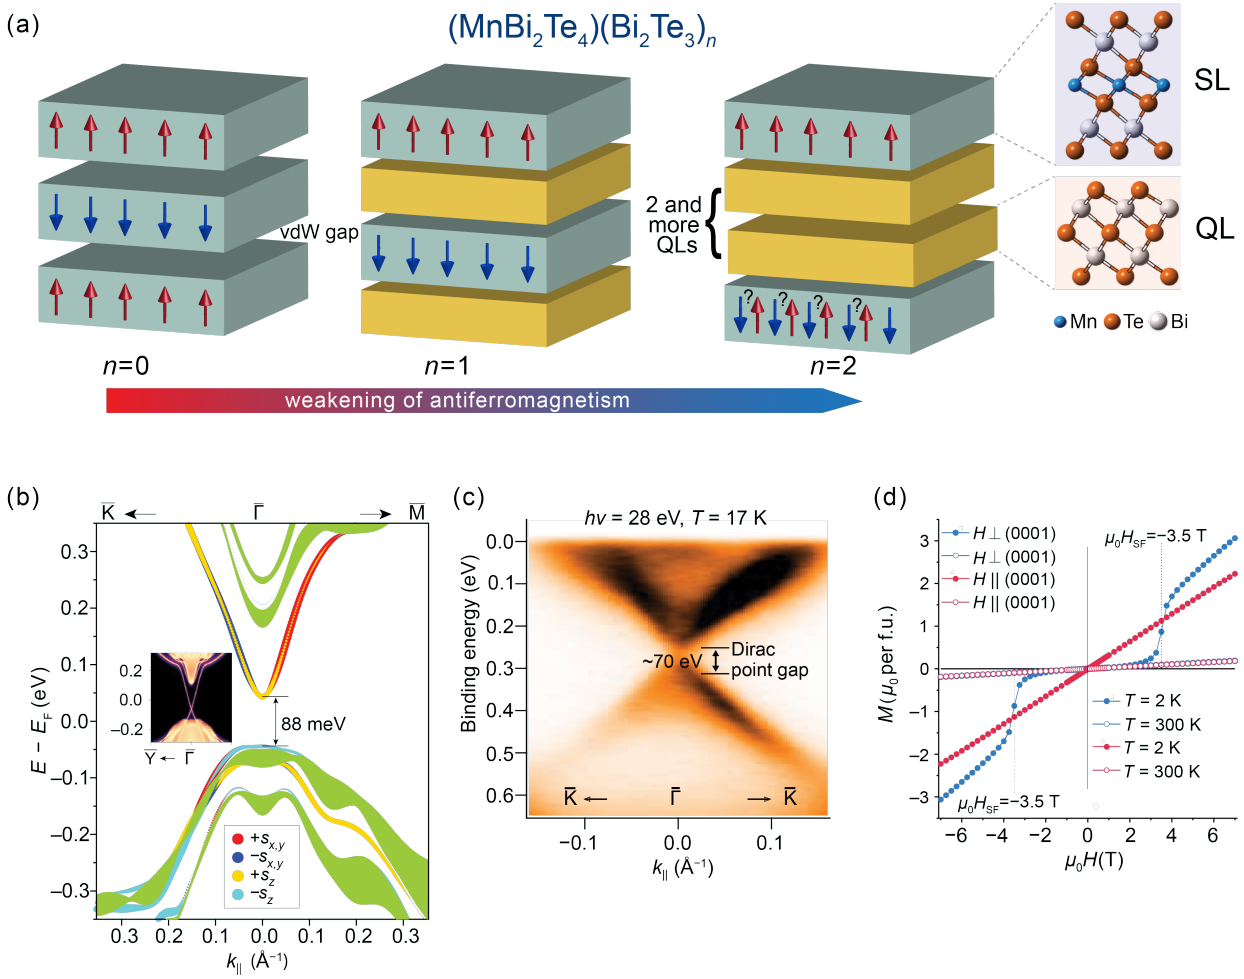 (a)
(MnBi2Te4)(Bi2Te3)n
SL
QL
vdW gap
2 and
more
QLs
? ? ? ?
Mn Te Bi
n=0
n=1
n=2
weakening of antiferromagnetism
(b)
K̅ Γ̅ M̅
0.3
0.2
0.1
0.0
−0.1
−0.2
−0.3
E − EF (eV)
88 meV
0.2
0.0
−0.2
Y̅ ← Γ̅
+sx,y
−sx,y
+sz
−sz
0.3 0.2 0.1 0.0 0.1 0.2 0.3
k|| (Å−1)
(c)
hν = 28 eV, T = 17 K
0.0
0.1
0.2
0.3
0.4
0.5
0.6
Binding energy (eV)
~70 eV
Dirac
point gap
K̅ Γ̅ K̅
−0.1 0.0 0.1
k|| (Å−1)
(d)
H ⊥ (0001)
H ⊥ (0001)
H || (0001)
H || (0001)
μ0HSF=−3.5 T
3
2
1
0
−1
−2
−3
M (μ0 per f.u.)
T = 2 K
T = 300 K
T = 2 K
T = 300 K
μ0HSF=−3.5 T
−6 −4 −2 0 2 4 6
μ0H(T)